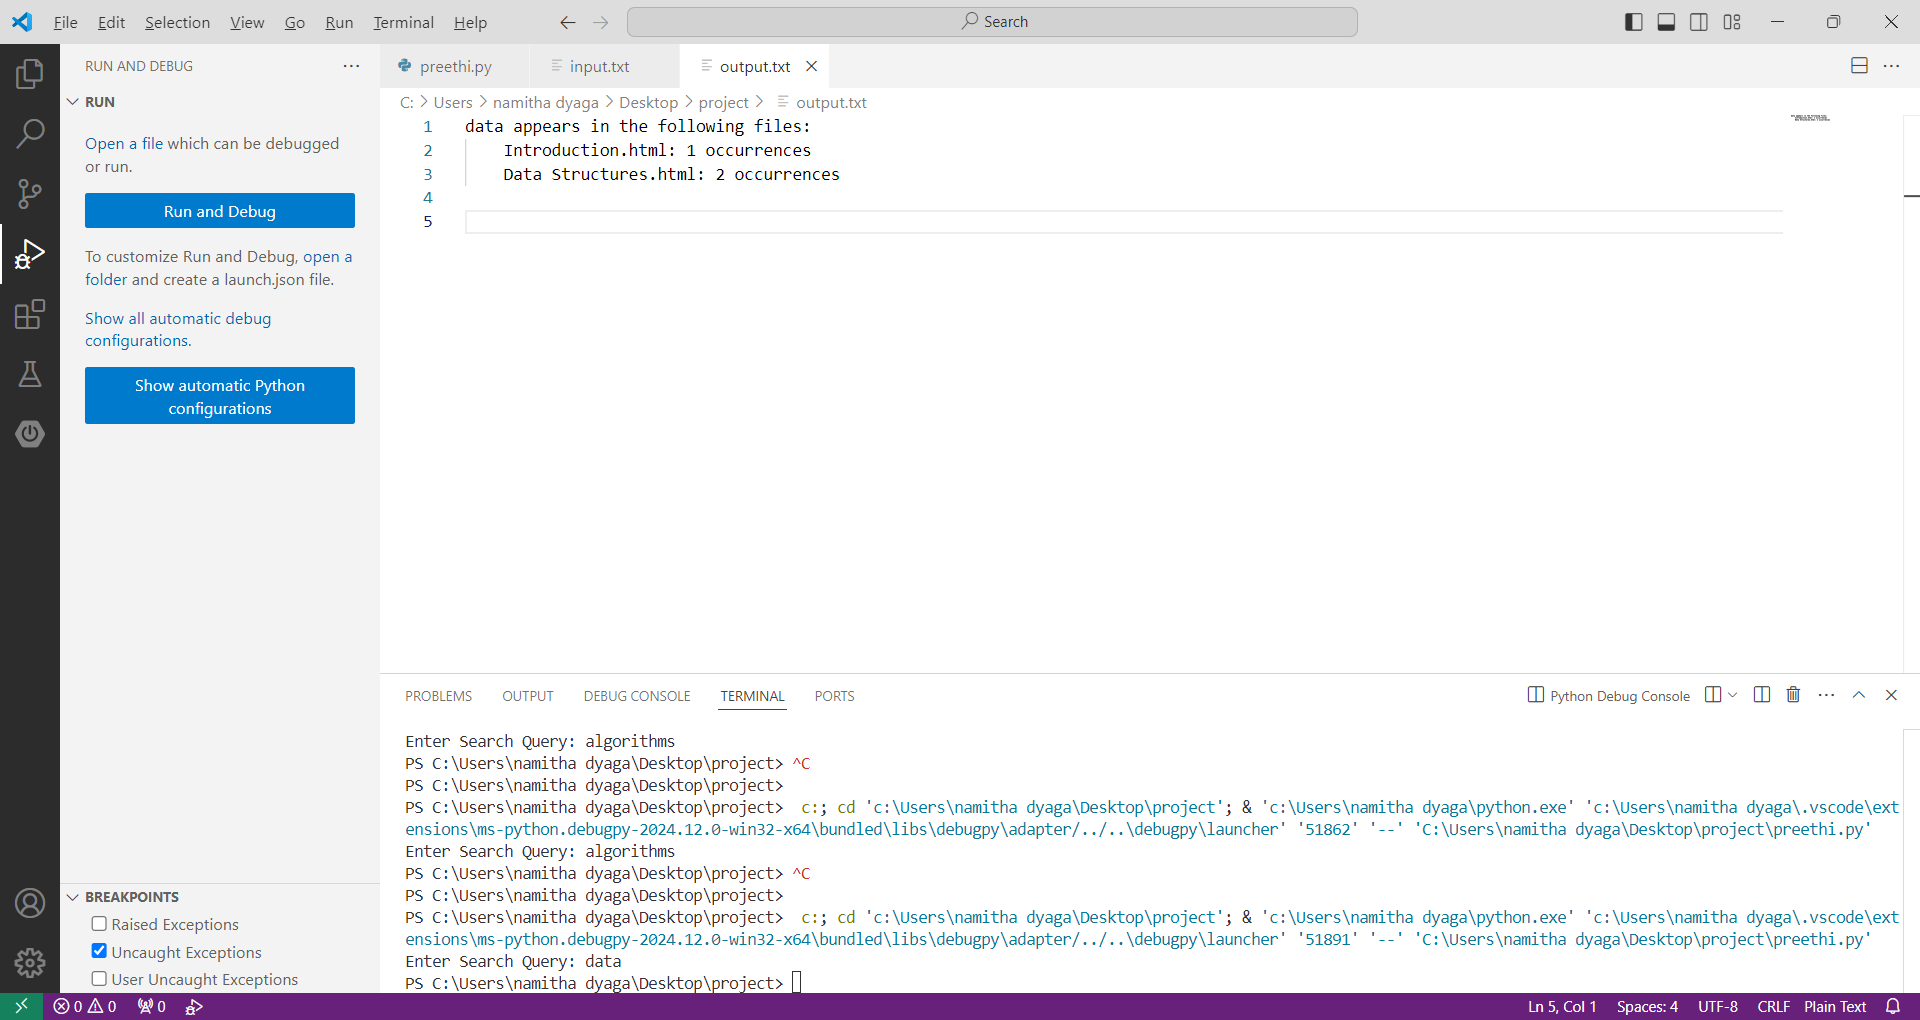 File Edit Selection View Go Run Terminal Help Search
RUN AND DEBUG
RUN
Open a file which can be debugged
or run.
Run and Debug
To customize Run and Debug, open a
folder and create a launch.json file.
Show all automatic debug
configurations.
Show automatic Python
configurations
BREAKPOINTS
Raised Exceptions
Uncaught Exceptions
User Uncaught Exceptions
preethi.py input.txt output.txt
C: > Users > namitha dyaga > Desktop > project > output.txt
1 data appears in the following files:
2 Introduction.html: 1 occurrences
3 Data Structures.html: 2 occurrences
4
5
PROBLEMS OUTPUT DEBUG CONSOLE TERMINAL PORTS Python Debug Console
Enter Search Query: algorithms
PS C:\Users\namitha dyaga\Desktop\project> ^C
PS C:\Users\namitha dyaga\Desktop\project>
PS C:\Users\namitha dyaga\Desktop\project>  c:; cd 'c:\Users\namitha dyaga\Desktop\project'; & 'c:\Users\namitha dyaga\python.exe' 'c:\Users\namitha dyaga\.vscode\ext
ensions\ms-python.debugpy-2024.12.0-win32-x64\bundled\libs\debugpy\adapter/../..\debugpy\launcher' '51862' '--' 'C:\Users\namitha dyaga\Desktop\project\preethi.py'
Enter Search Query: algorithms
PS C:\Users\namitha dyaga\Desktop\project> ^C
PS C:\Users\namitha dyaga\Desktop\project>
PS C:\Users\namitha dyaga\Desktop\project>  c:; cd 'c:\Users\namitha dyaga\Desktop\project'; & 'c:\Users\namitha dyaga\python.exe' 'c:\Users\namitha dyaga\.vscode\ext
ensions\ms-python.debugpy-2024.12.0-win32-x64\bundled\libs\debugpy\adapter/../..\debugpy\launcher' '51891' '--' 'C:\Users\namitha dyaga\Desktop\project\preethi.py'
Enter Search Query: data
PS C:\Users\namitha dyaga\Desktop\project>
0 0 0 Ln 5, Col 1 Spaces: 4 UTF-8 CRLF Plain Text